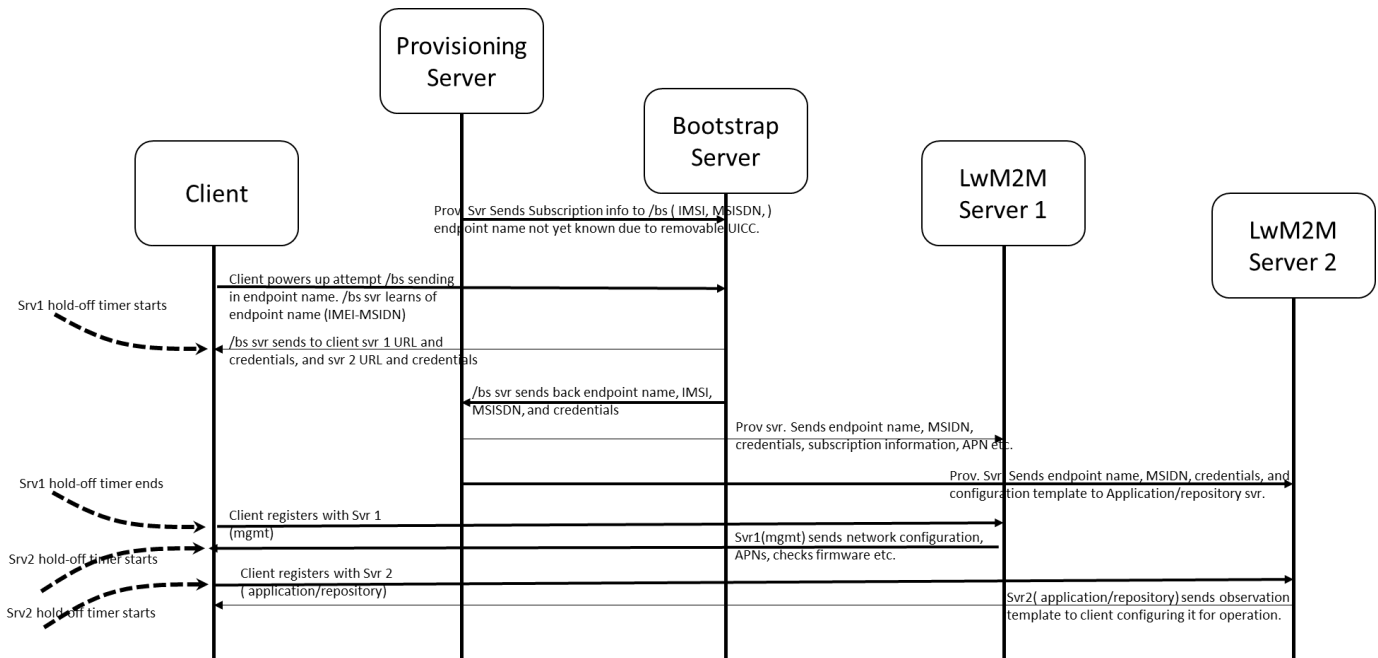 Provisioning
Server
Bootstrap
Server
Client
LwM2M
Server 1
LwM2M
Server 2
Prov. Svr Sends Subscription info to /bs ( IMSI, MSISDN, )
endpoint name not yet known due to removable UICC.
Client powers up attempt /bs sending
in endpoint name. /bs svr learns of
endpoint name (IMEI-MSIDN)
Srv1 hold-off timer starts
/bs svr sends to client svr 1 URL and
credentials, and svr 2 URL and credentials
/bs svr sends back endpoint name, IMSI,
MSISDN, and credentials
Prov svr. Sends endpoint name, MSIDN,
credentials, subscription information, APN etc.
Prov. Svr. Sends endpoint name, MSIDN, credentials, and
configuration template to Application/repository svr.
Srv1 hold-off timer ends
Client registers with Svr 1
(mgmt)
Svr1(mgmt) sends network configuration,
APNs, checks firmware etc.
Srv2 hold-off timer starts
Client registers with Svr 2
( application/repository)
Svr2( application/repository) sends observation
template to client configuring it for operation.
Srv2 hold-off timer starts